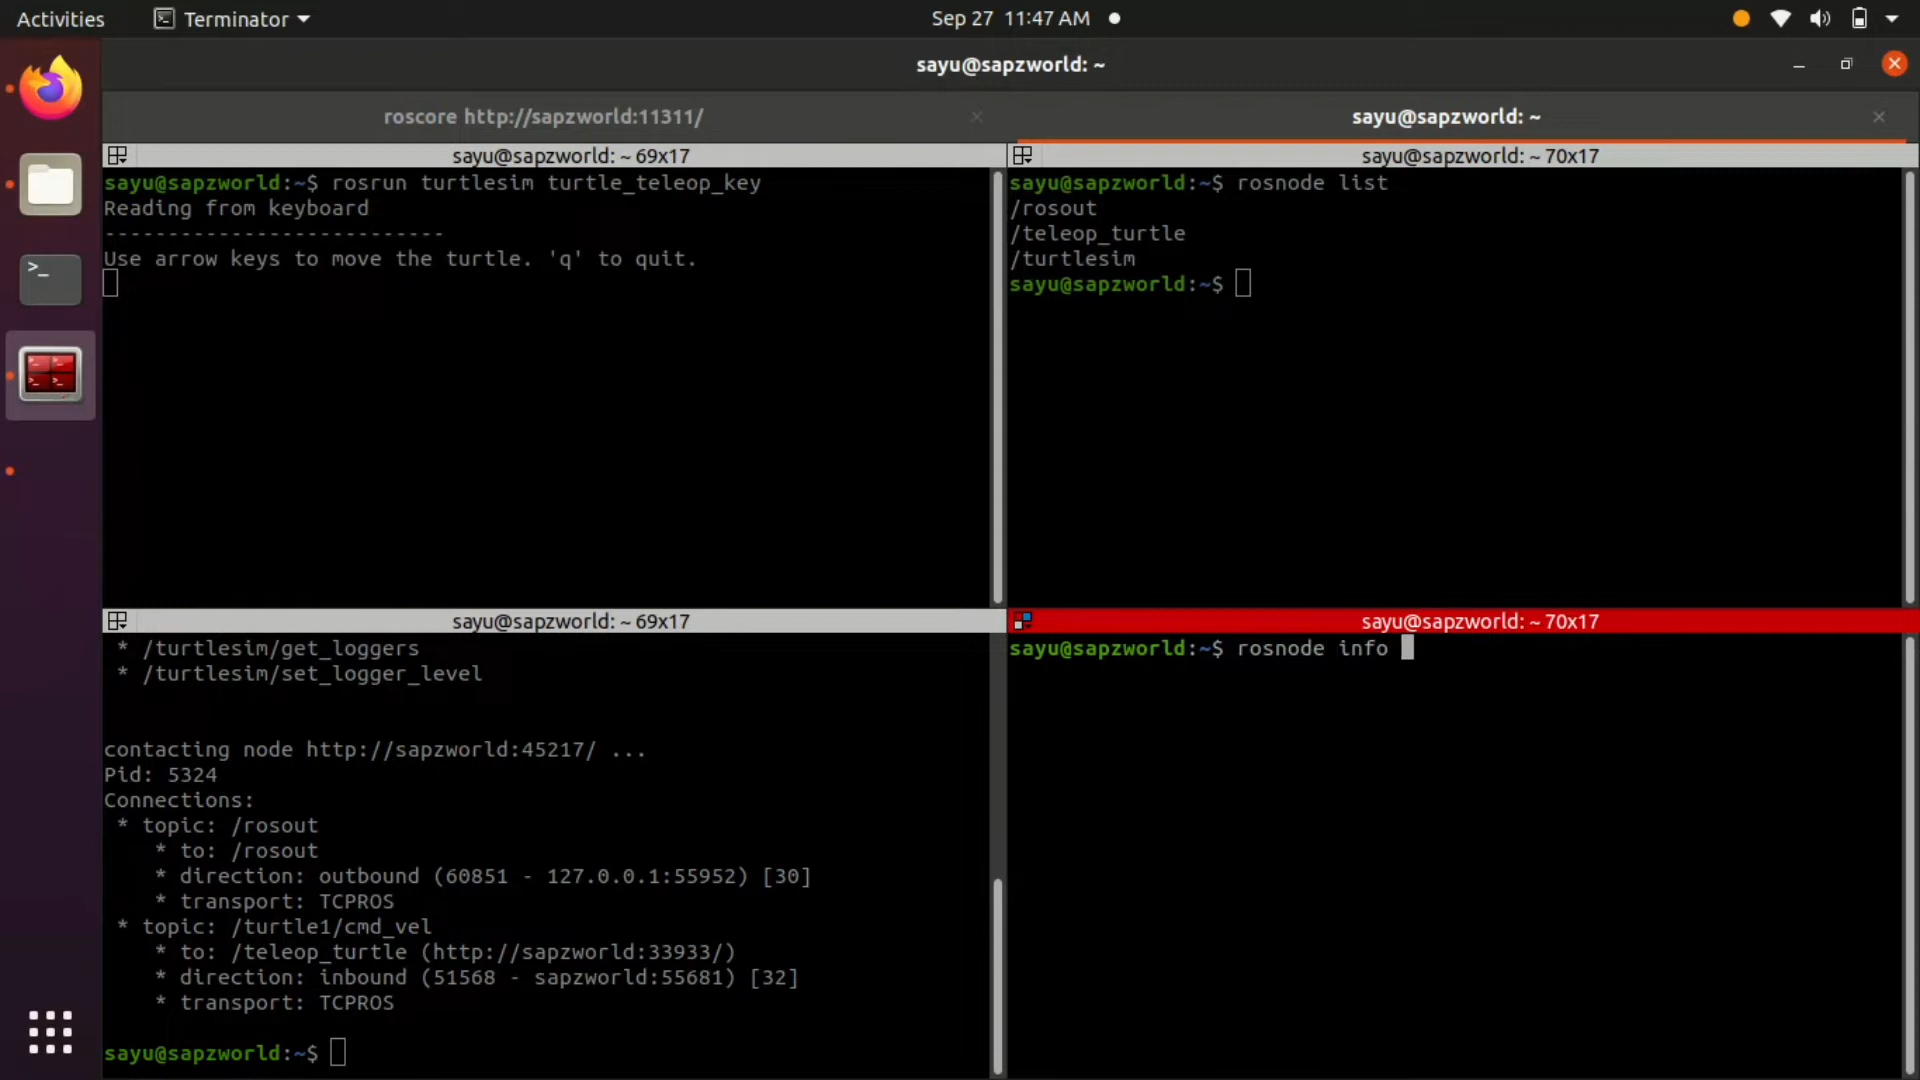 Activities
Terminator
Sep 27 11:47 AM
sayu@sapzworld: ~
roscore http://sapzworld:11311/
sayu@sapzworld: ~
sayu@sapzworld: ~ 69x17
sayu@sapzworld:~$ rosrun turtlesim turtle_teleop_key
Reading from keyboard
---------------------------
Use arrow keys to move the turtle. 'q' to quit.
sayu@sapzworld: ~ 70x17
sayu@sapzworld:~$ rosnode list
/rosout
/teleop_turtle
/turtlesim
sayu@sapzworld:~$
sayu@sapzworld: ~ 69x17
* /turtlesim/get_loggers
* /turtlesim/set_logger_level
contacting node http://sapzworld:45217/ ...
Pid: 5324
Connections:
* topic: /rosout
* to: /rosout
* direction: outbound (60851 - 127.0.0.1:55952) [30]
* transport: TCPROS
* topic: /turtle1/cmd_vel
* to: /teleop_turtle (http://sapzworld:33933/)
* direction: inbound (51568 - sapzworld:55681) [32]
* transport: TCPROS
sayu@sapzworld:~$
sayu@sapzworld: ~ 70x17
sayu@sapzworld:~$ rosnode info